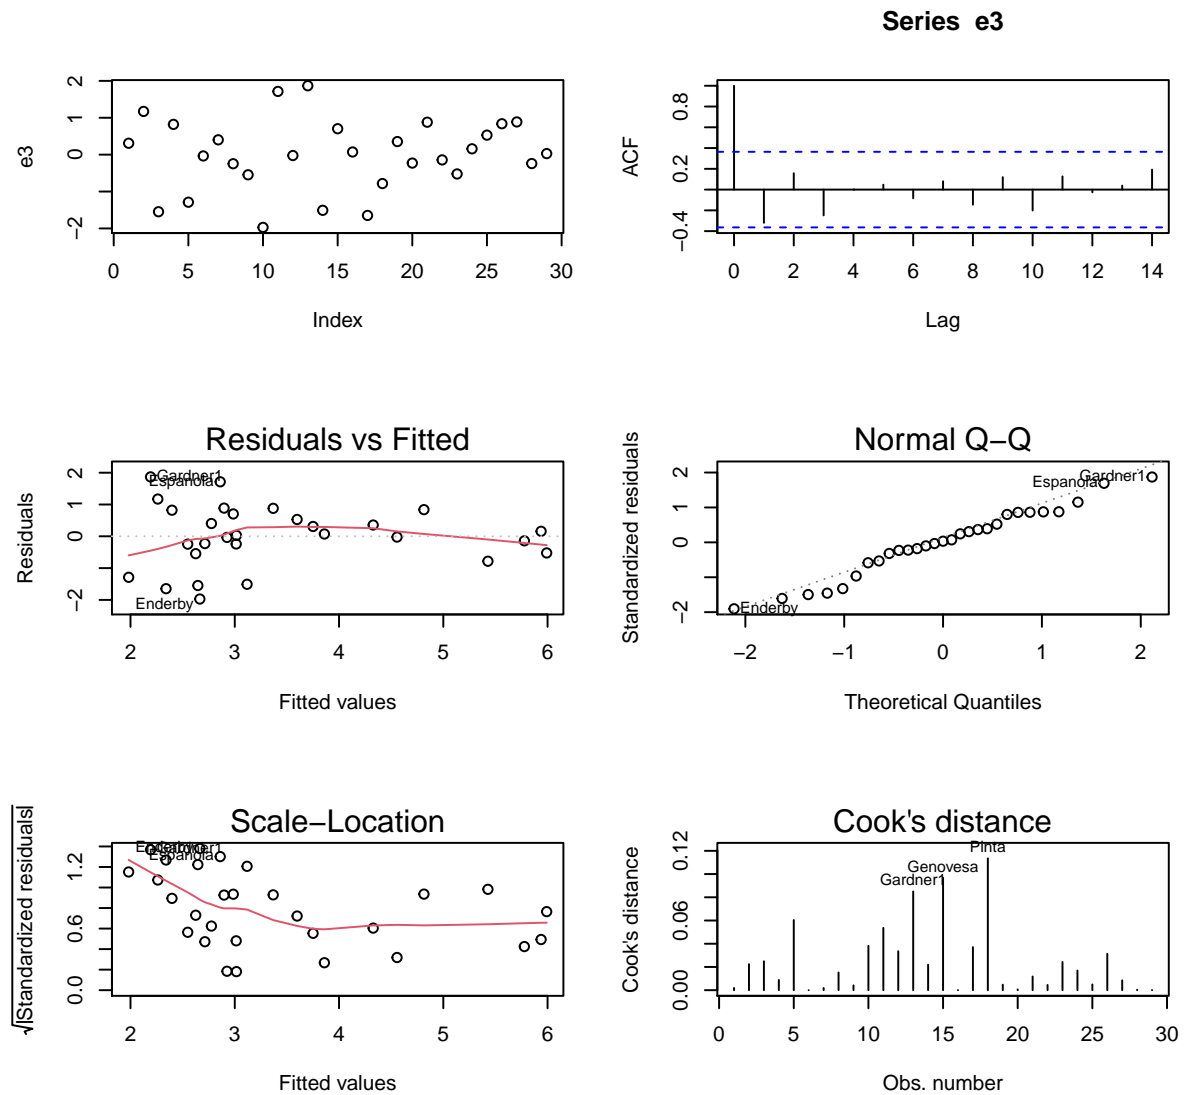 Series e3
e3
2
1
0
−2
0 5 10 15 20 25 30
Index
ACF
0.8
0.2
−0.4
0 2 4 6 8 10 12 14
Lag
Residuals vs Fitted
Residuals
2
1
0
−2
Gardner1
Espanola
Enderby
2 3 4 5 6
Fitted values
Normal Q−Q
Standardized residuals
2
1
0
−2
Gardner1
Espanola
Enderby
−2 −1 0 1 2
Theoretical Quantiles
Scale−Location
√|Standardized residuals|
1.2
0.6
0.0
Enderby
Gardner1
Espanola
2 3 4 5 6
Fitted values
Cook's distance
Cook's distance
0.12
0.06
0.00
Pinta
Genovesa
Gardner1
0 5 10 15 20 25 30
Obs. number